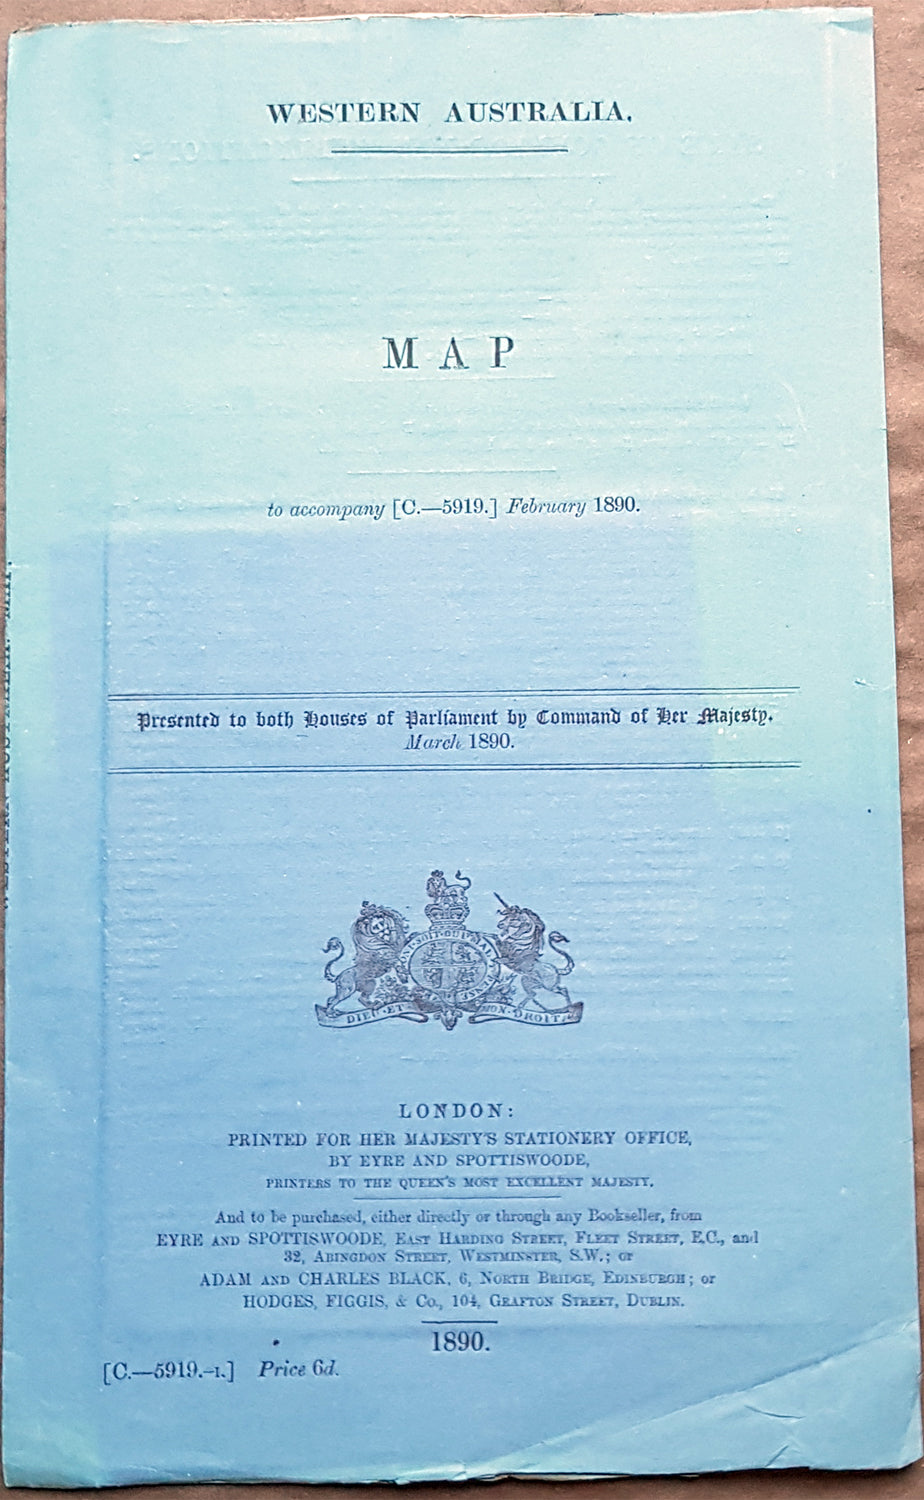 WESTERN AUSTRALIA.
MAP
to accompany [C.—5919.] February 1890.
Presented to both Houses of Parliament by Command of Her Majesty.
March 1890.
DIEU·ET MON·DROIT
LONDON:
PRINTED FOR HER MAJESTY'S STATIONERY OFFICE,
BY EYRE AND SPOTTISWOODE,
PRINTERS TO THE QUEEN'S MOST EXCELLENT MAJESTY.
And to be purchased, either directly or through any Bookseller, from
EYRE AND SPOTTISWOODE, EAST HARDING STREET, FLEET STREET, E.C., and
32, ABINGDON STREET, WESTMINSTER, S.W.; or
ADAM AND CHARLES BLACK, 6, NORTH BRIDGE, EDINBURGH; or
HODGES, FIGGIS, & Co., 104, GRAFTON STREET, DUBLIN.
1890.
[C.—5919.–I.] Price 6d.